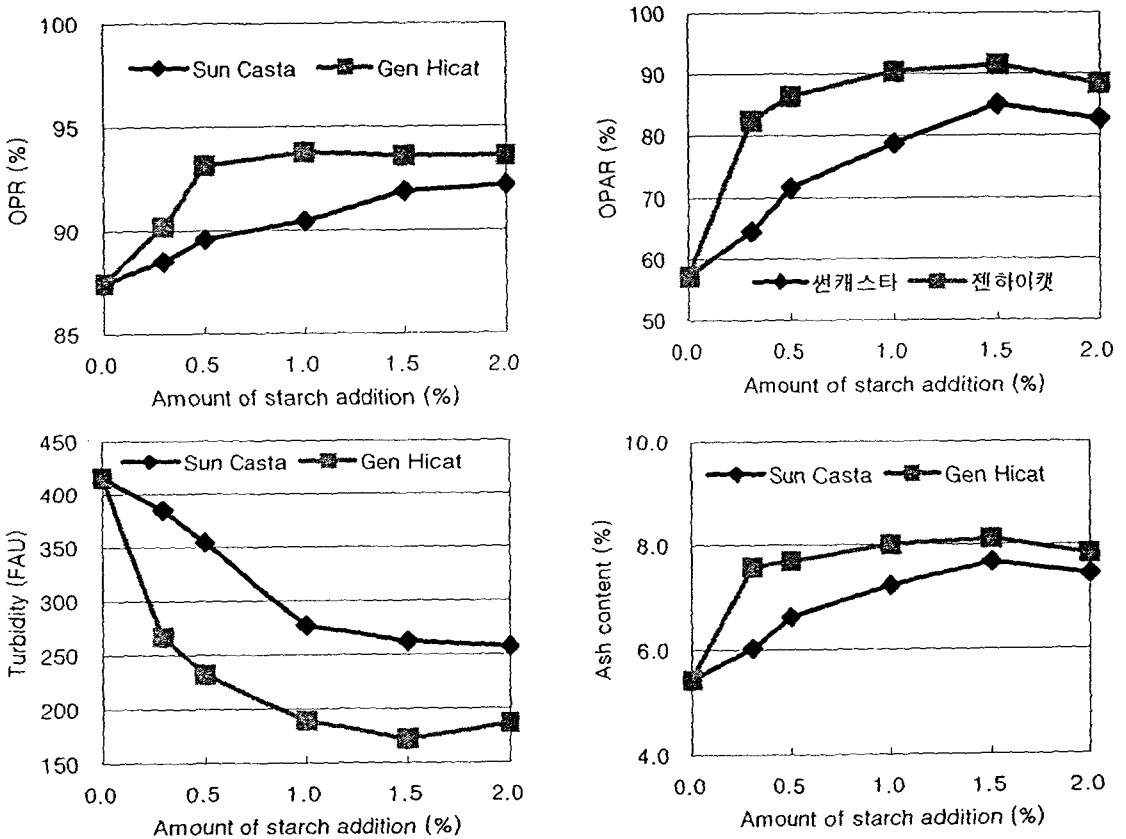 OPR (%)
100
95
90
85
Sun Casta Gen Hicat
0.0 0.5 1.0 1.5 2.0
Amount of starch addition (%)
OPAR (%)
100
90
80
70
60
50
썬캐스타 젠하이캣
0.0 0.5 1.0 1.5 2.0
Amount of starch addition (%)
Turbidity (FAU)
450
400
350
300
250
200
150
Sun Casta Gen Hicat
0.0 0.5 1.0 1.5 2.0
Amount of starch addition (%)
Ash content (%)
10.0
8.0
6.0
4.0
Sun Casta Gen Hicat
0.0 0.5 1.0 1.5 2.0
Amount of starch addition (%)